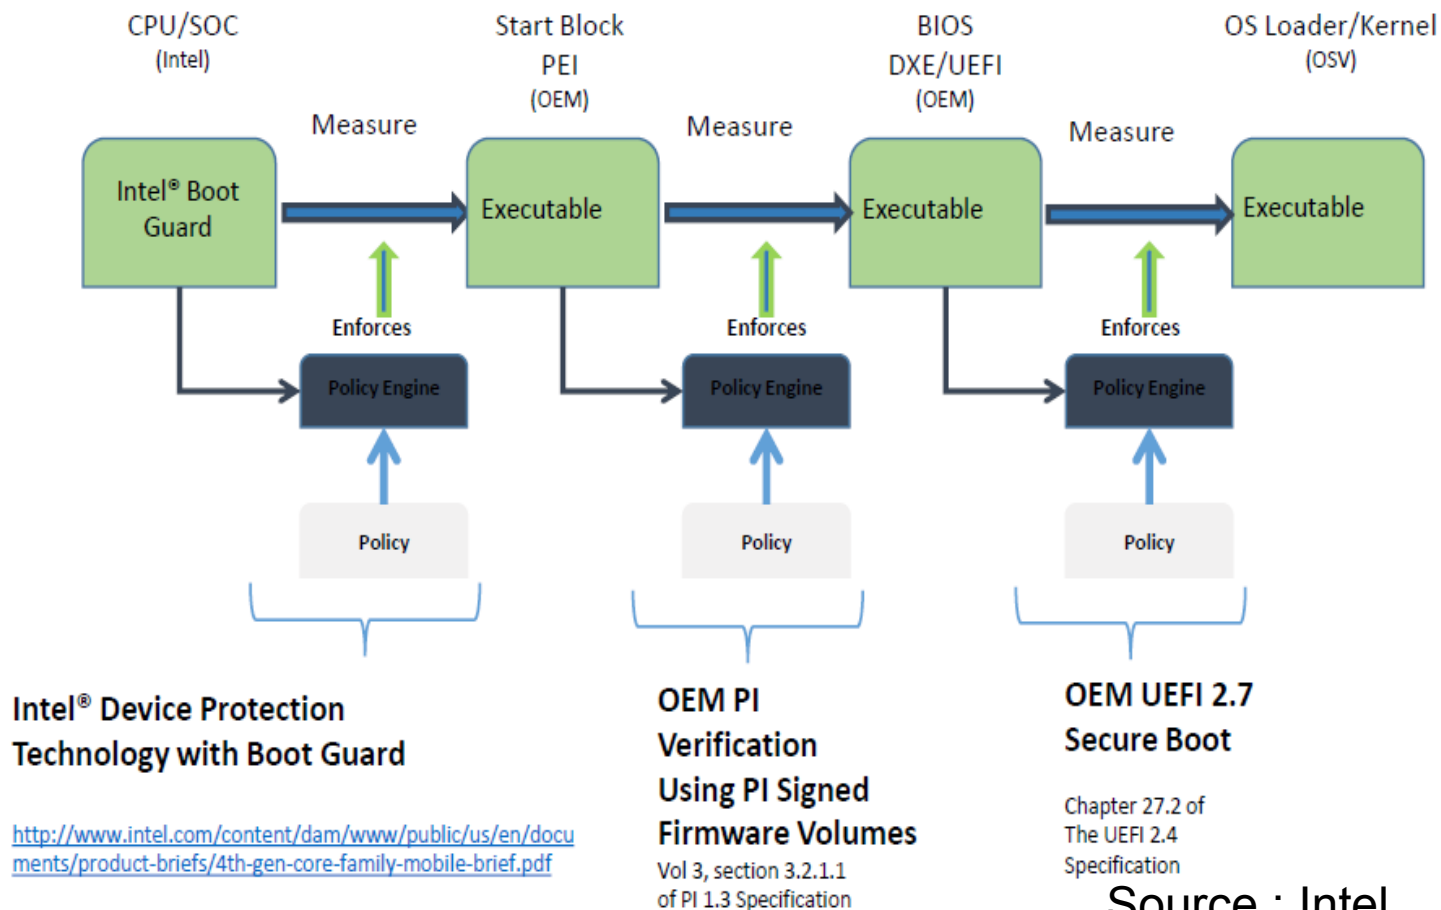 CPU/SOC
(Intel)
Start Block
PEI
(OEM)
BIOS
DXE/UEFI
(OEM)
OS Loader/Kernel
(OSV)
Measure
Measure
Measure
Intel® Boot
Guard
Executable
Executable
Executable
Enforces
Enforces
Enforces
Policy Engine
Policy Engine
Policy Engine
Policy
Policy
Policy
Intel® Device Protection
Technology with Boot Guard
http://www.intel.com/content/dam/www/public/us/en/docu
ments/product-briefs/4th-gen-core-family-mobile-brief.pdf
OEM PI
Verification
Using PI Signed
Firmware Volumes
Vol 3, section 3.2.1.1
of PI 1.3 Specification
OEM UEFI 2.7
Secure Boot
Chapter 27.2 of
The UEFI 2.4
Specification
Source : Intel